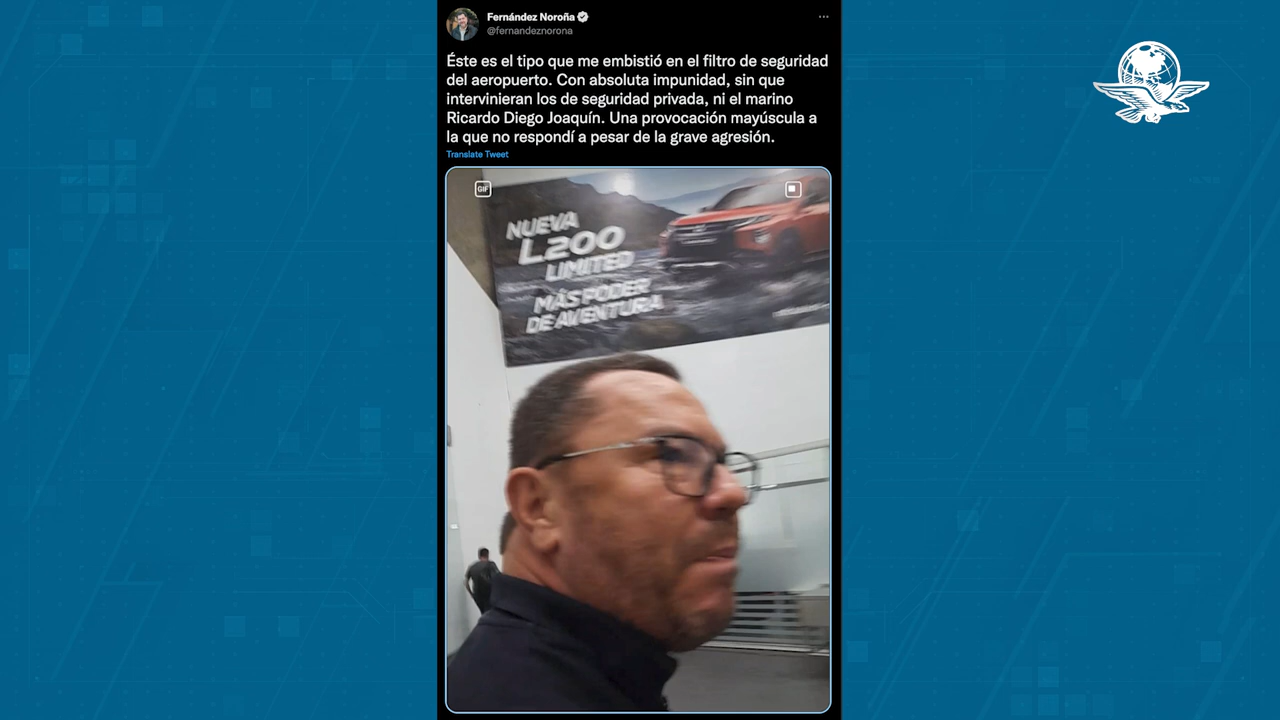 Fernández Noroña
@fernandeznorona
Éste es el tipo que me embistió en el filtro de seguridad
del aeropuerto. Con absoluta impunidad, sin que
intervinieran los de seguridad privada, ni el marino
Ricardo Diego Joaquín. Una provocación mayúscula a
la que no respondí a pesar de la grave agresión.
Translate Tweet
GIF
NUEVA
L200
LIMITED
MÁS PODER
DE AVENTURA